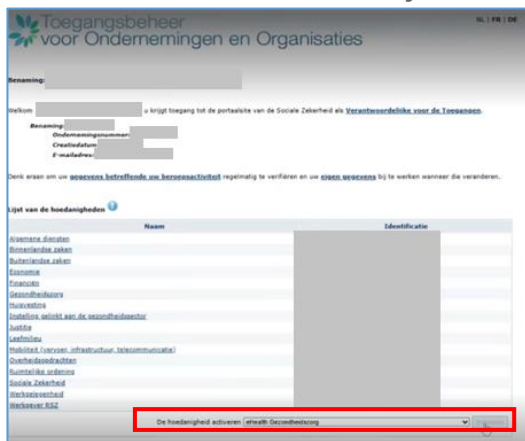 Toegangsbeheer
voor Ondernemingen en Organisaties
NL | FR | DE
Benaming:
Welkom u krijgt toegang tot de portaalsite van de Sociale Zekerheid als Verantwoordelijke voor de Toegangen.
Benaming:
Ondernemingsnummer:
Creatiedatum:
E-mailadres:
Denk eraan om uw gegevens betreffende uw beroepsactiviteit regelmatig te verifiëren en uw eigen gegevens bij te werken wanneer die veranderen.
Lijst van de hoedanigheden
Naam Identificatie
Algemene diensten
Binnenlandse zaken
Buitenlandse zaken
Economie
Financiën
Gezondheidszorg
Huisvesting
Instelling gelinkt aan de gezondheidssector
Justitie
Leefmilieu
Mobiliteit (vervoer, infrastructuur, telecommunicatie)
Overheidsopdrachten
Ruimtelijke ordening
Sociale Zekerheid
Werkgelegenheid
Werkgever RSZ
De hoedanigheid activeren eHealth Gezondheidszorg